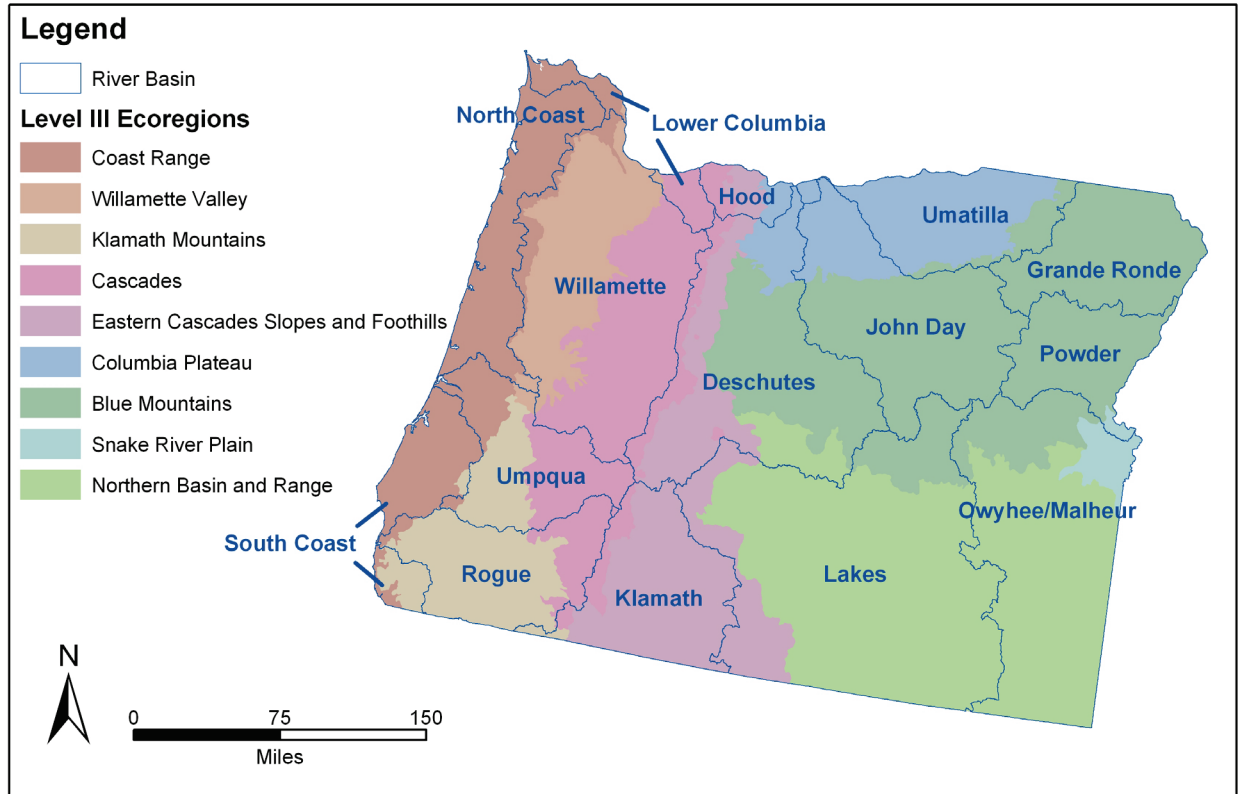 Legend
River Basin
Level III Ecoregions
Coast Range
Willamette Valley
Klamath Mountains
Cascades
Eastern Cascades Slopes and Foothills
Columbia Plateau
Blue Mountains
Snake River Plain
Northern Basin and Range
North Coast
Lower Columbia
Hood
Umatilla
Grande Ronde
Willamette
John Day
Powder
Deschutes
Umpqua
Owyhee/Malheur
South Coast
Rogue
Klamath
Lakes
N
0 75 150
Miles